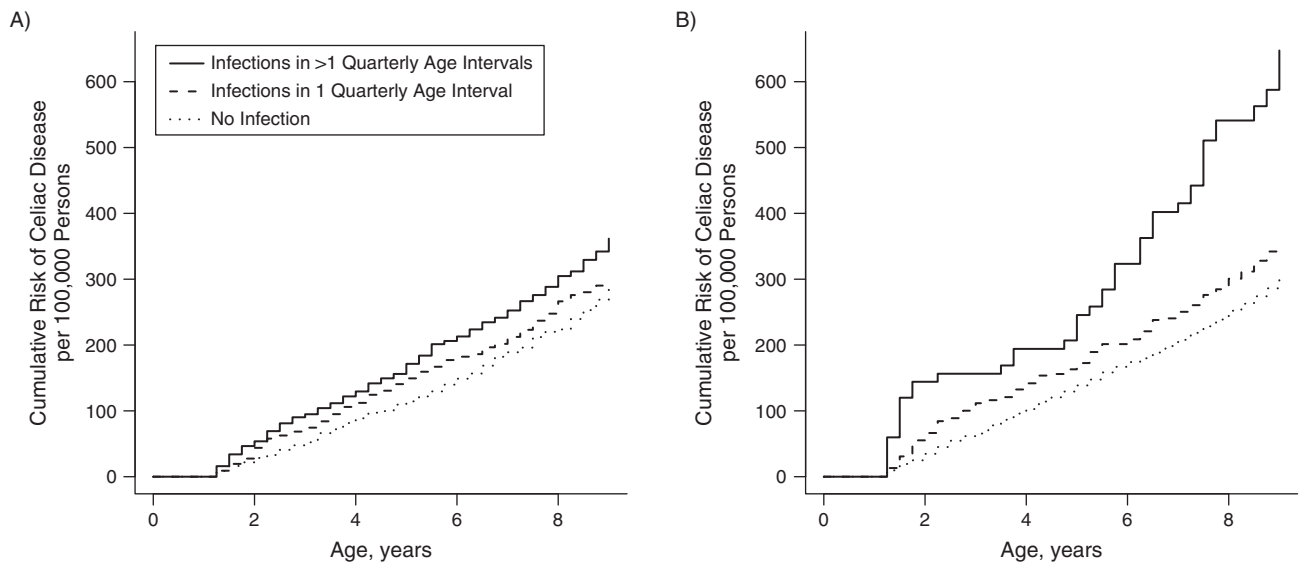 A)
Cumulative Risk of Celiac Disease
per 100,000 Persons
600
500
400
300
200
100
0
Infections in >1 Quarterly Age Intervals
Infections in 1 Quarterly Age Interval
No Infection
0 2 4 6 8
Age, years
B)
Cumulative Risk of Celiac Disease
per 100,000 Persons
600
500
400
300
200
100
0
0 2 4 6 8
Age, years